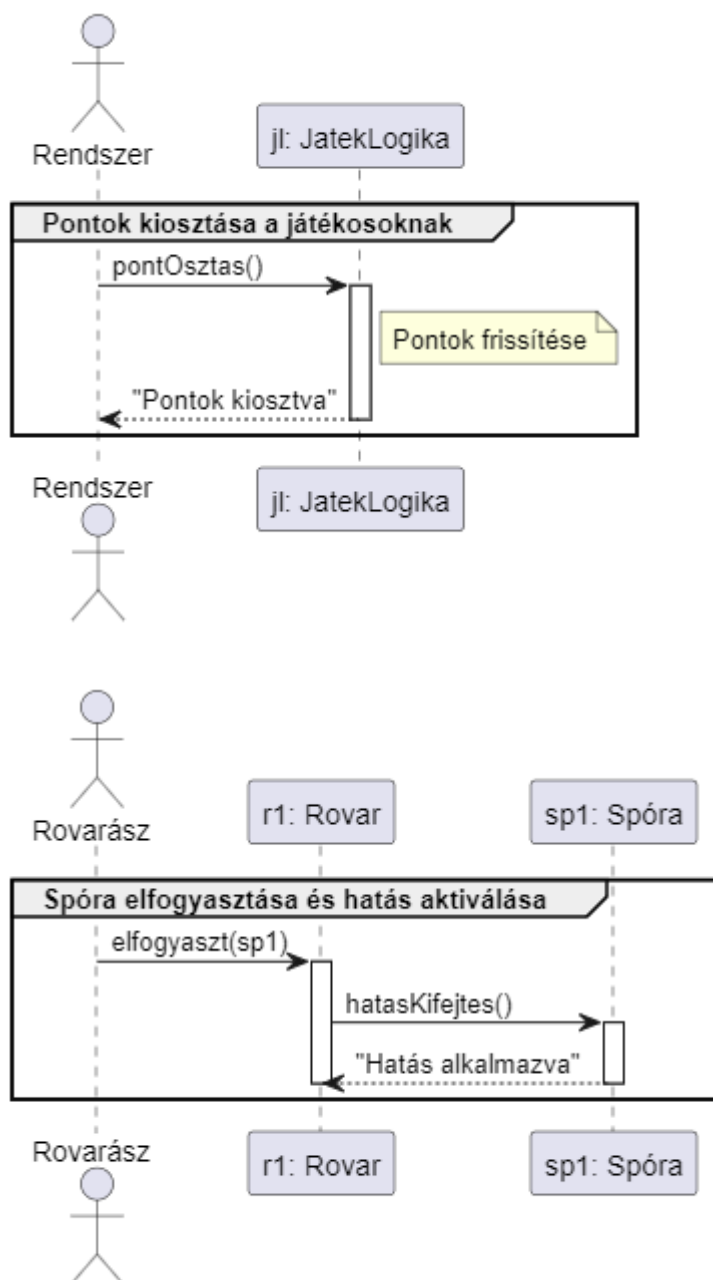 Rendszer
jl: JatekLogika
Pontok kiosztása a játékosoknak
pontOsztas()
Pontok frissítése
"Pontok kiosztva"
Rendszer
jl: JatekLogika
Rovarász
r1: Rovar
sp1: Spóra
Spóra elfogyasztása és hatás aktiválása
elfogyaszt(sp1)
hatasKifejtes()
"Hatás alkalmazva"
Rovarász
r1: Rovar
sp1: Spóra